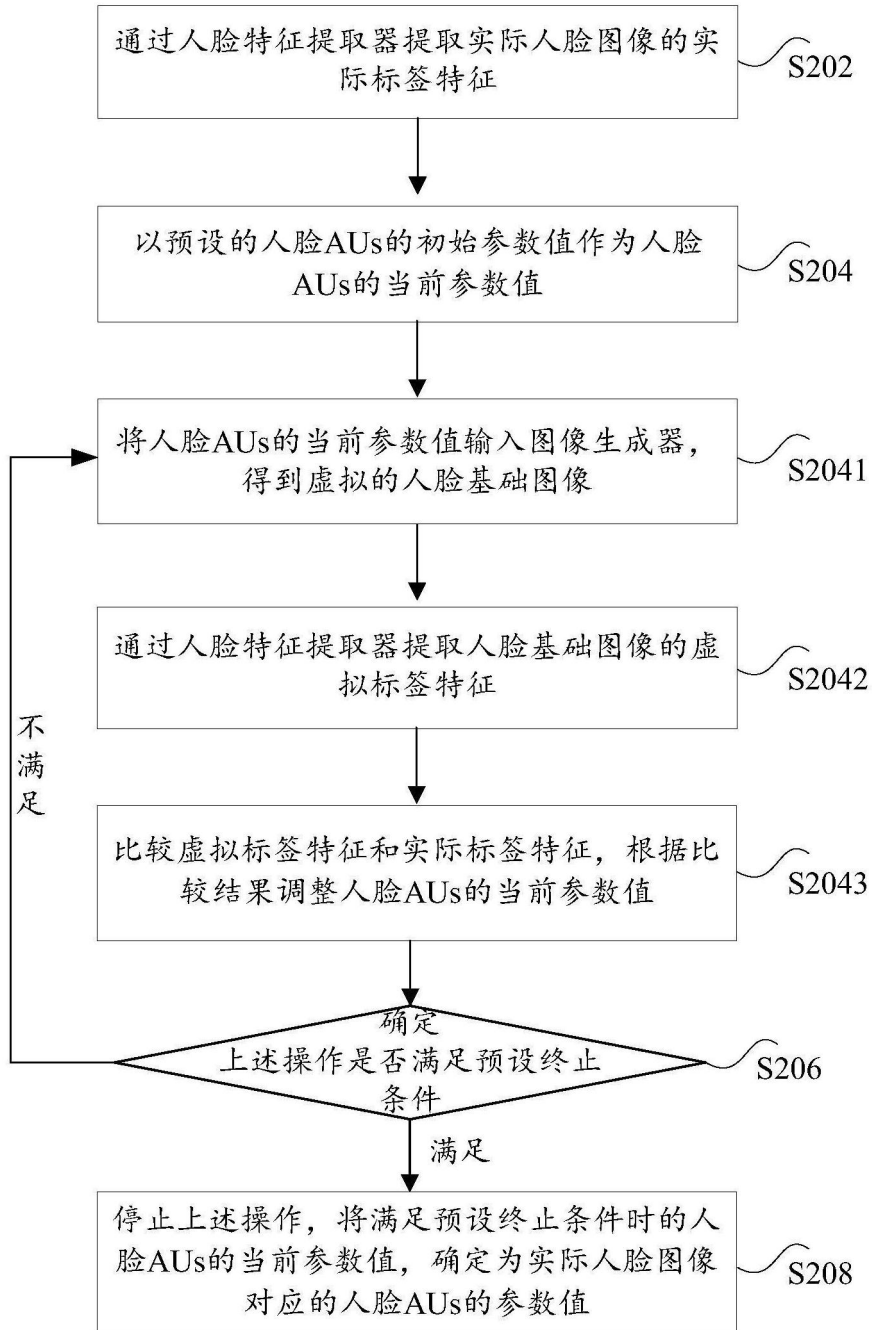 通过人脸特征提取器提取实际人脸图像的实
际标签特征
S202
以预设的人脸AUs的初始参数值作为人脸
AUs的当前参数值
S204
将人脸AUs的当前参数值输入图像生成器，
得到虚拟的人脸基础图像
S2041
通过人脸特征提取器提取人脸基础图像的虚
拟标签特征
S2042
不
满
足
比较虚拟标签特征和实际标签特征，根据比
较结果调整人脸AUs的当前参数值
S2043
确定
上述操作是否满足预设终止
条件
S206
满足
停止上述操作，将满足预设终止条件时的人
脸AUs的当前参数值，确定为实际人脸图像
对应的人脸AUs的参数值
S208